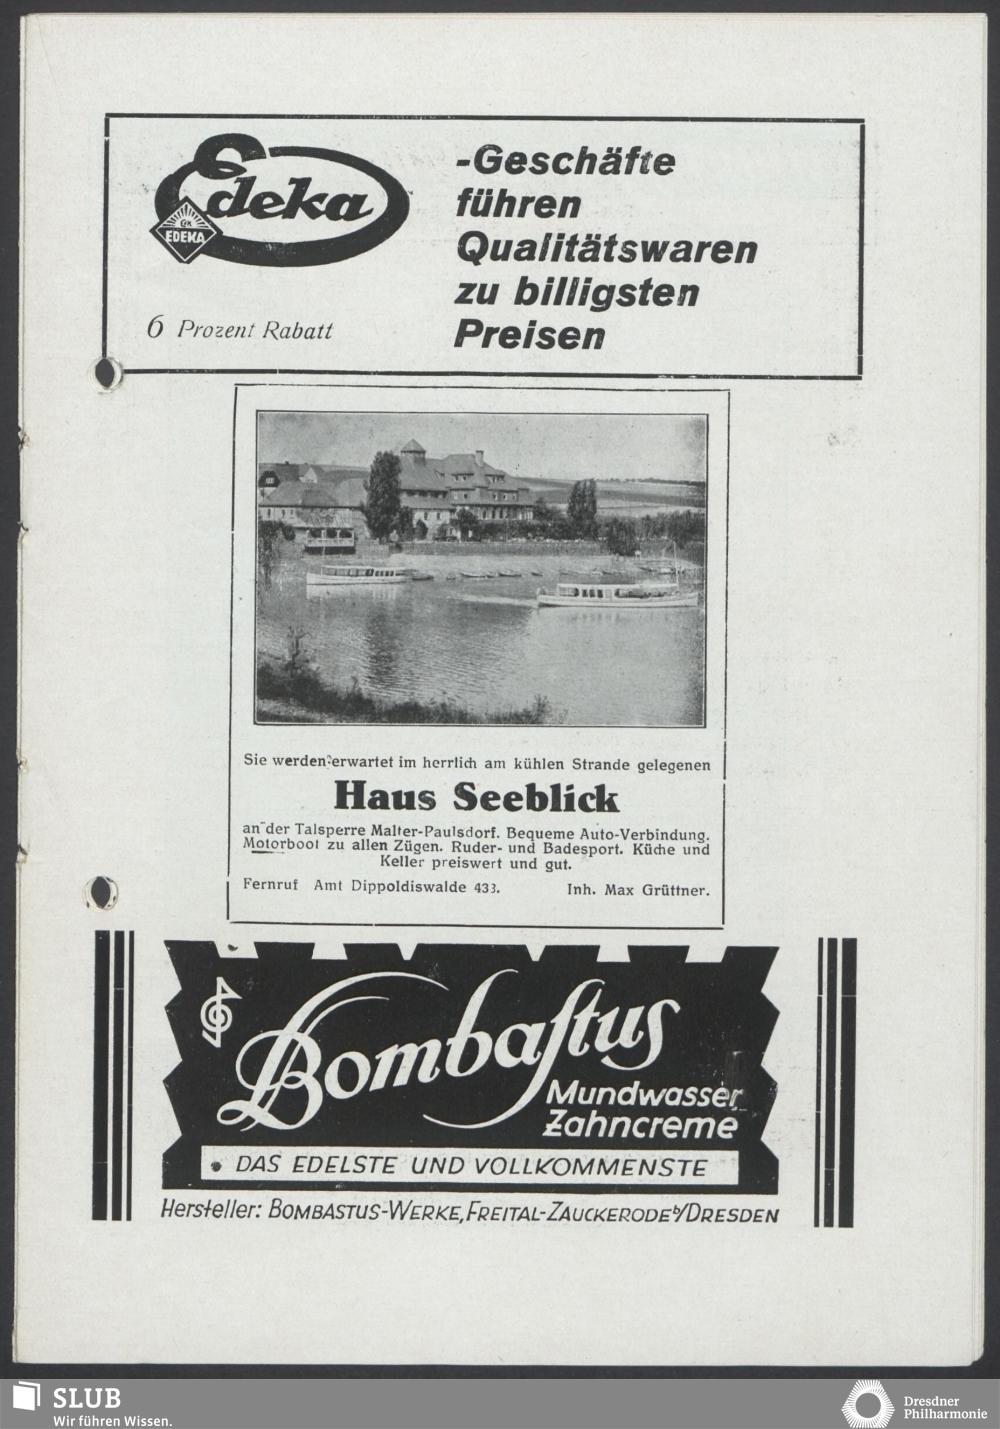 Edeka
EK
EDEKA
-Geschäfte
führen
Qualitätswaren
zu billigsten
Preisen
6 Prozent Rabatt
Sie werden erwartet im herrlich am kühlen Strande gelegenen
Haus Seeblick
an der Talsperre Malter-Paulsdorf. Bequeme Auto-Verbindung.
Motorboot zu allen Zügen. Ruder- und Badesport. Küche und
Keller preiswert und gut.
Fernruf Amt Dippoldiswalde 433. Inh. Max Grüttner.
Bombaſtus
Mundwasser
Zahncreme
DAS EDELSTE UND VOLLKOMMENSTE
Hersteller: BOMBASTUS-WERKE, FREITAL-ZAUCKERODE b/DRESDEN
SLUB
Wir führen Wissen.
Dresdner
Philharmonie